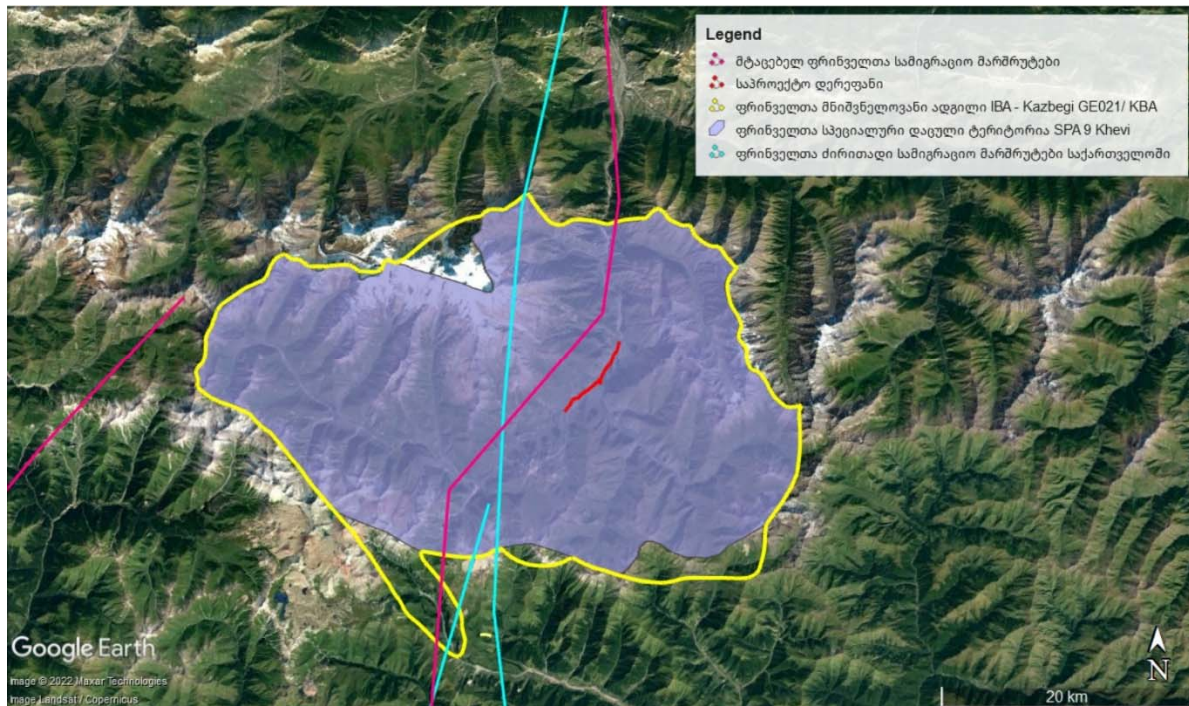 Legend
მტაცებელ ფრინველთა სამიგრაციო მარშრუტები
საპროექტო დერეფანი
ფრინველთა მნიშვნელოვანი ადგილი IBA - Kazbegi GE021/ KBA
ფრინველთა სპეციალური დაცული ტერიტორია SPA 9 Khevi
ფრინველთა ძირითადი სამიგრაციო მარშრუტები საქართველოში
Google Earth
Image © 2022 Maxar Technologies
Image Landsat / Copernicus
N
20 km